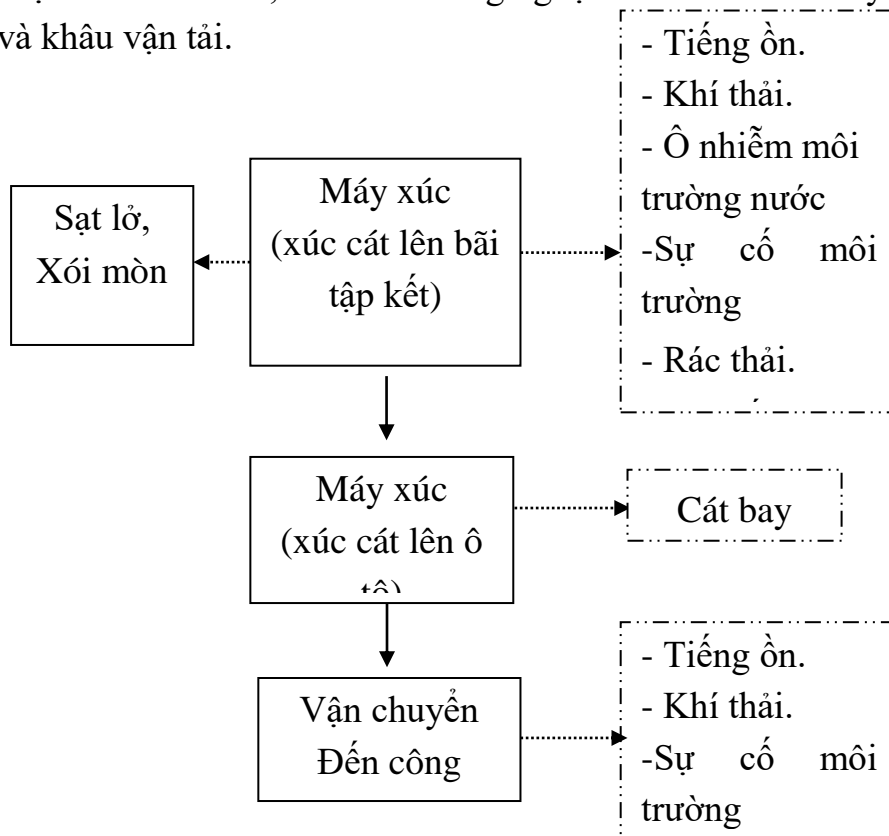 và khâu vận tải.
- Tiếng ồn.
- Khí thải.
- Ô nhiễm môi
trường nước
-Sự cố môi
trường
- Rác thải.
Sạt lở,
Xói mòn
Máy xúc
(xúc cát lên bãi
tập kết)
Máy xúc
(xúc cát lên ô
tô)
Cát bay
Vận chuyển
Đến công
- Tiếng ồn.
- Khí thải.
-Sự cố môi
trường